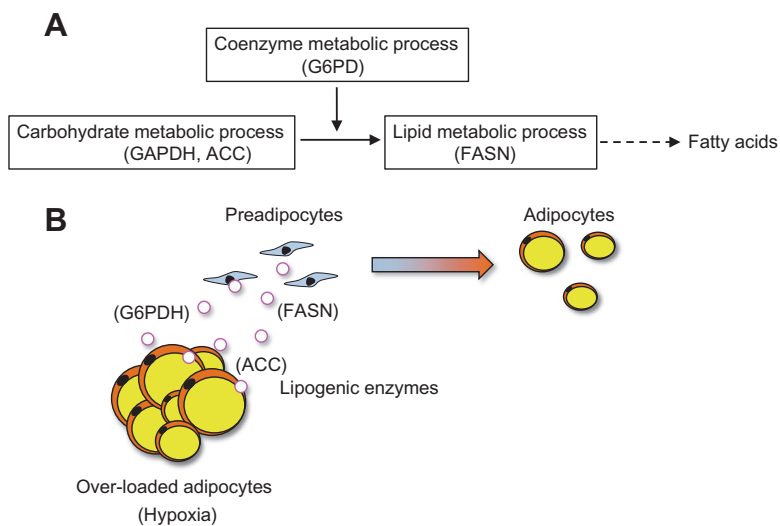 A
Coenzyme metabolic process
(G6PD)
Carbohydrate metabolic process
(GAPDH, ACC)
Lipid metabolic process
(FASN)
Fatty acids
B
Preadipocytes
Adipocytes
(G6PDH)
(FASN)
(ACC)
Lipogenic enzymes
Over-loaded adipocytes
(Hypoxia)